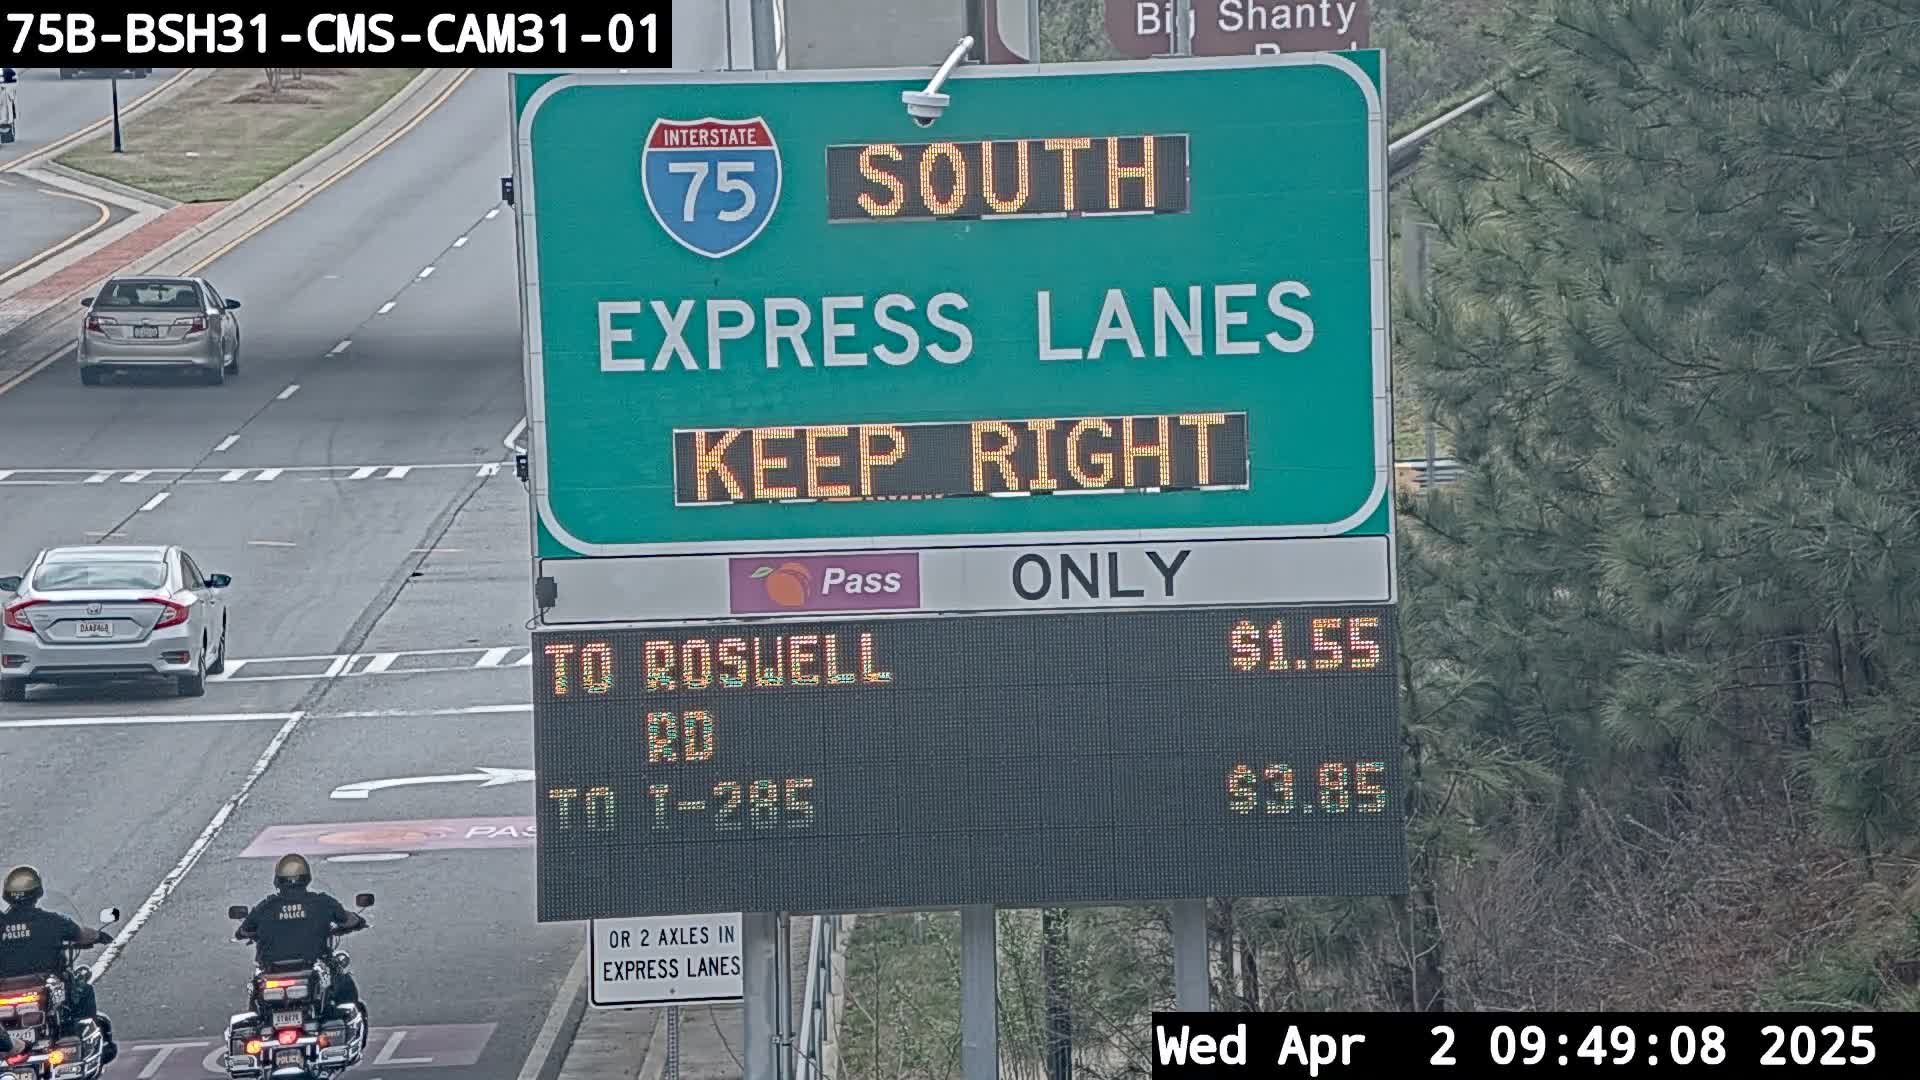 75B-BSH31-CMS-CAM31-01
Big Shanty
INTERSTATE
75
SOUTH
EXPRESS LANES
KEEP RIGHT
Pass
ONLY
TO ROSWELL $1.55
RD
TO I-285 $3.85
OR 2 AXLES IN
EXPRESS LANES
COBB
POLICE
COBB
POLICE
POLICE
Wed Apr 2 09:49:08 2025